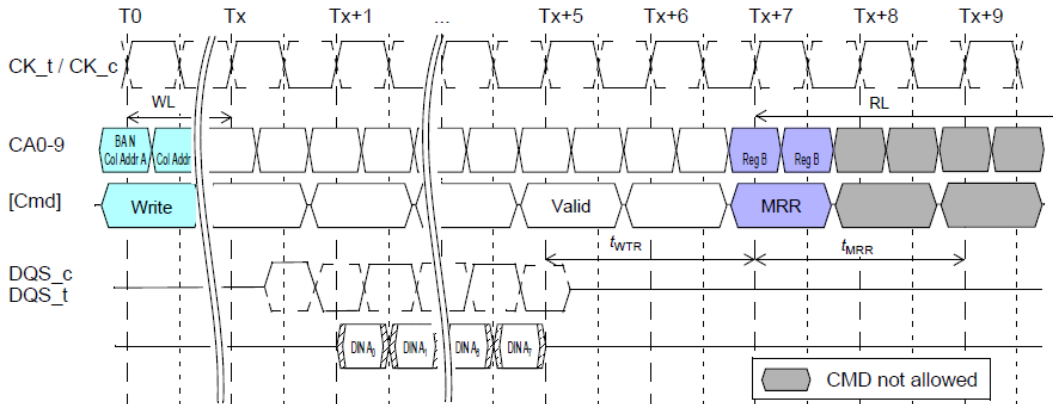 T0 Tx Tx+1 ... Tx+5 Tx+6 Tx+7 Tx+8 Tx+9
CK_t / CK_c
WL RL
CA0-9 BAN Col Addr A Col Addr Reg B Reg B
[Cmd] Write Valid MRR
tWTR tMRR
DQS_c
DQS_t
DINA0 DINA1 DINA6 DINA7
CMD not allowed